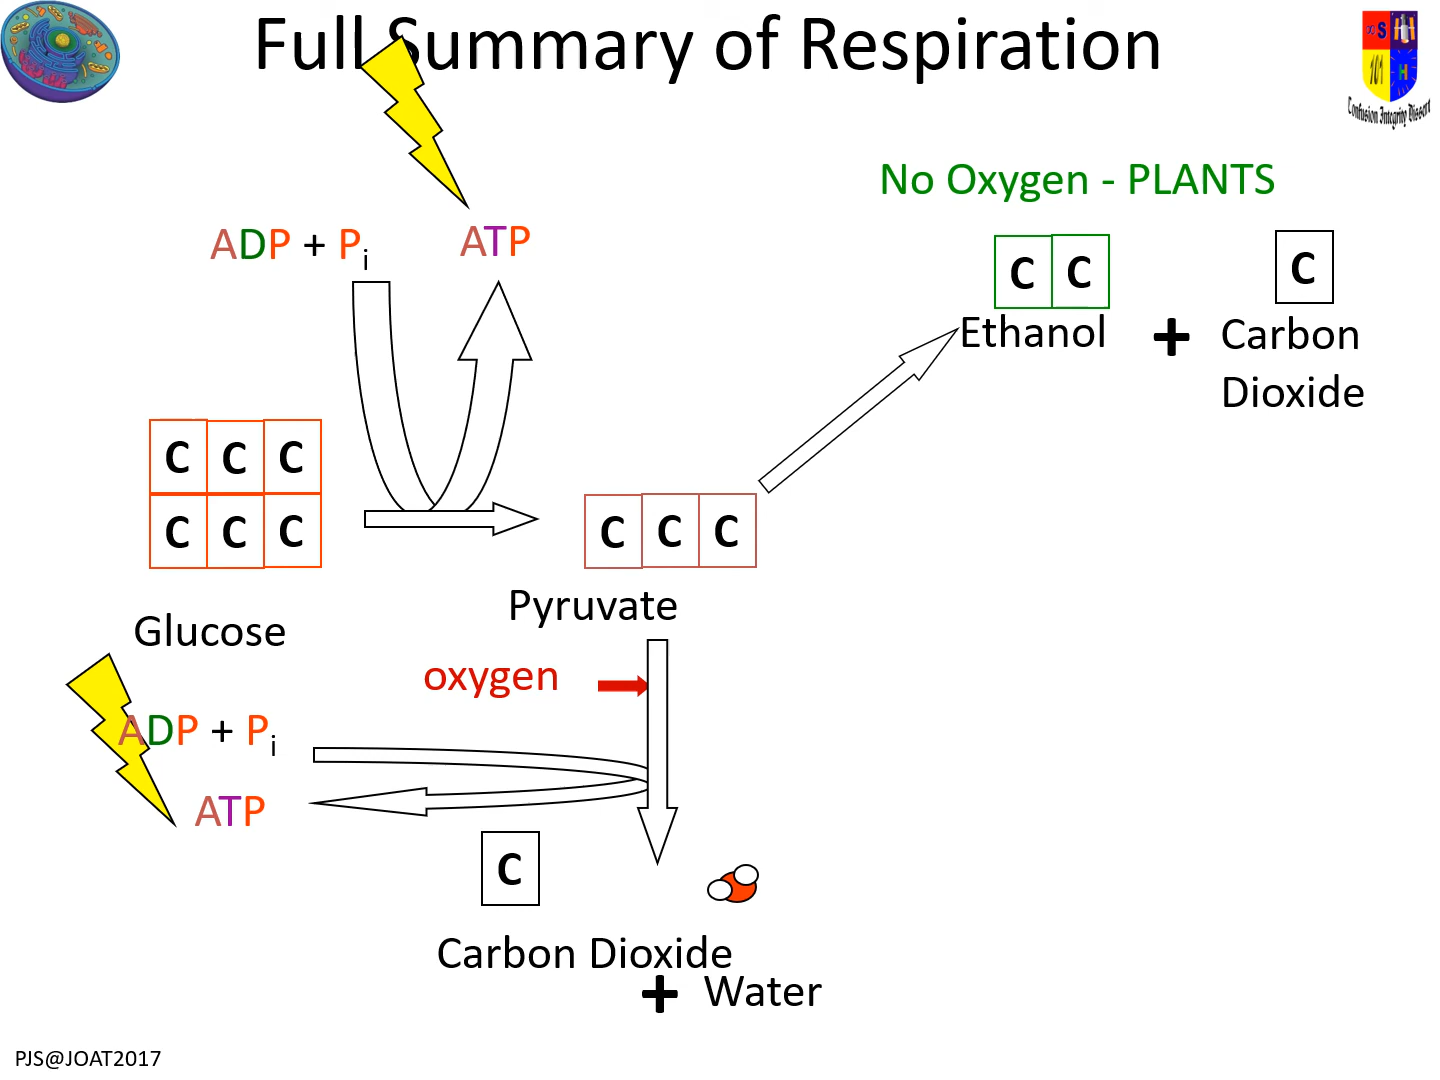 Full Summary of Respiration
No Oxygen - PLANTS
ADP + Pi
ATP
C C
C
Ethanol
+
Carbon
Dioxide
C C C
C C C
C C C
Glucose
Pyruvate
oxygen
ADP + Pi
ATP
C
Carbon Dioxide
+ Water
PJS@JOAT2017